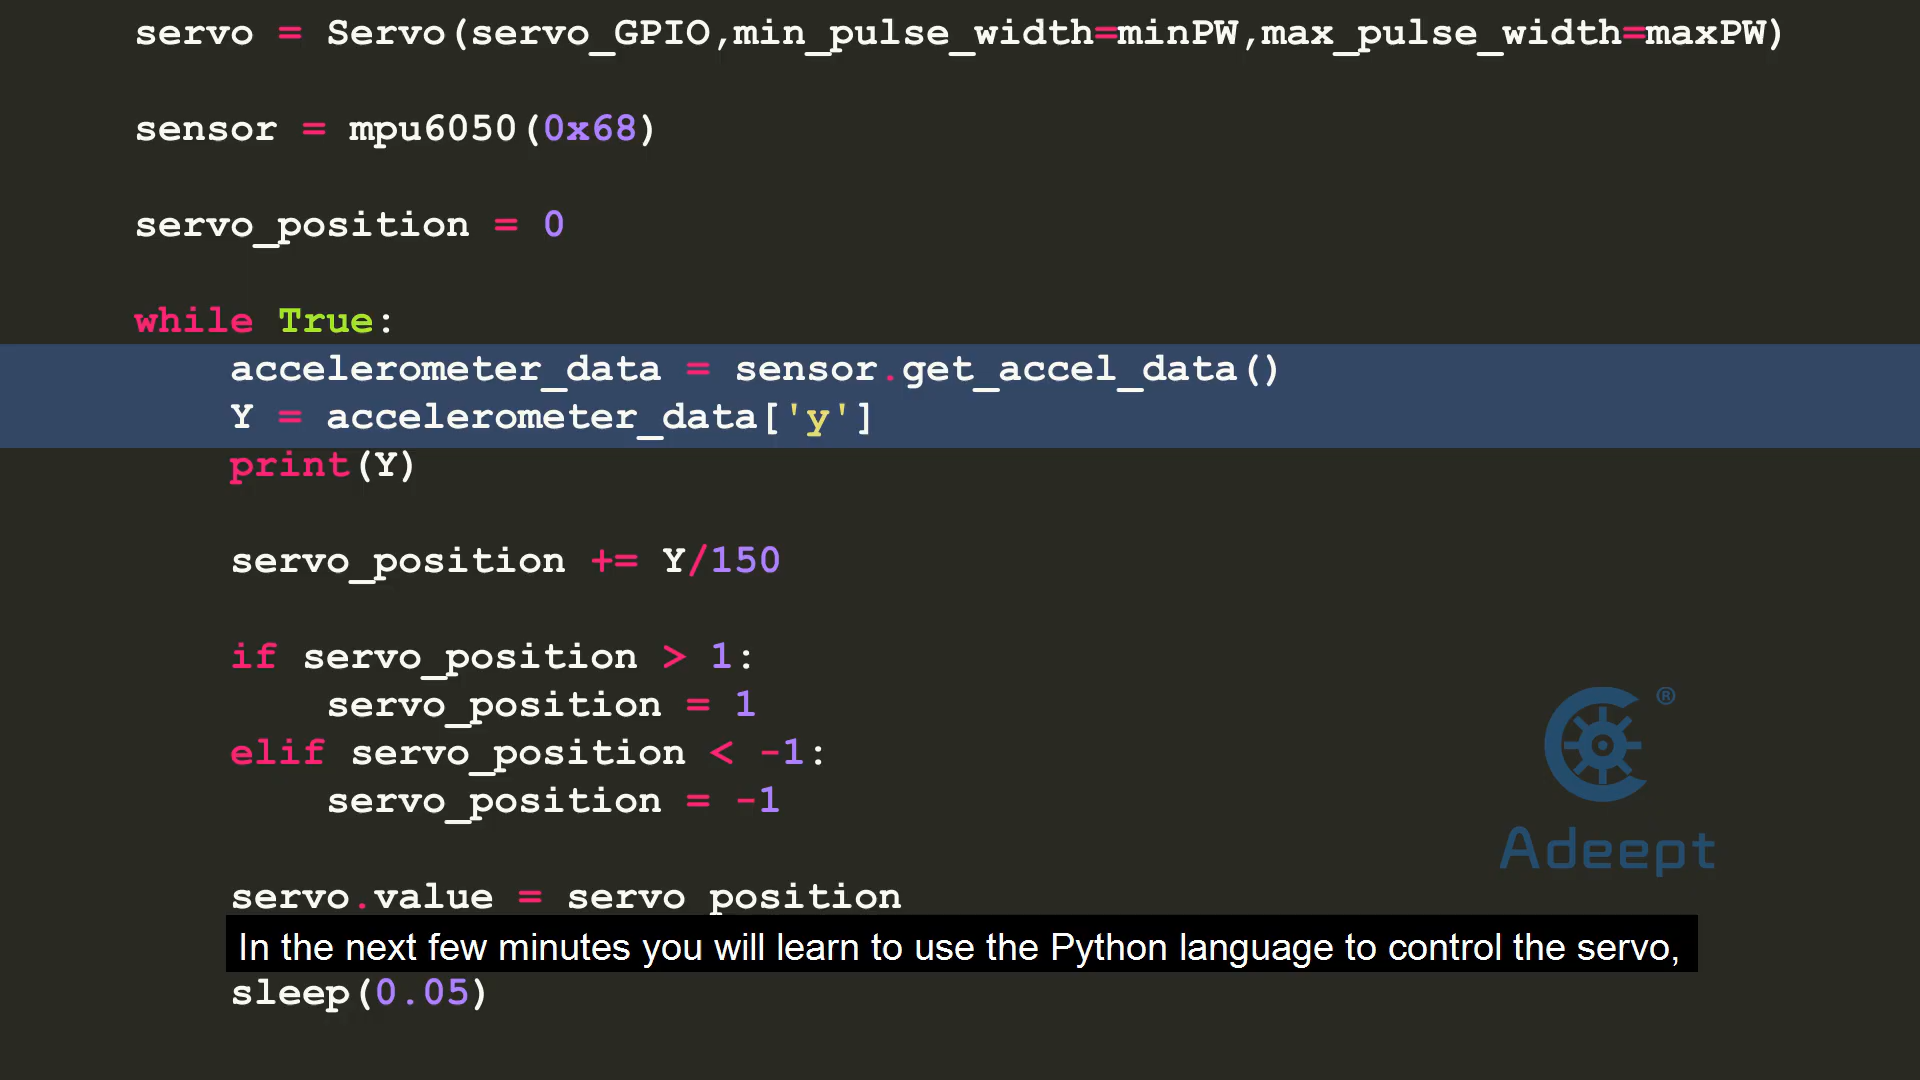 servo = Servo(servo_GPIO,min_pulse_width=minPW,max_pulse_width=maxPW)
sensor = mpu6050(0x68)
servo_position = 0
while True:
accelerometer_data = sensor.get_accel_data()
Y = accelerometer_data['y']
print(Y)
servo_position += Y/150
if servo_position > 1:
servo_position = 1
elif servo_position < -1:
servo_position = -1
®
Adeept
servo.value = servo position
In the next few minutes you will learn to use the Python language to control the servo,
sleep(0.05)